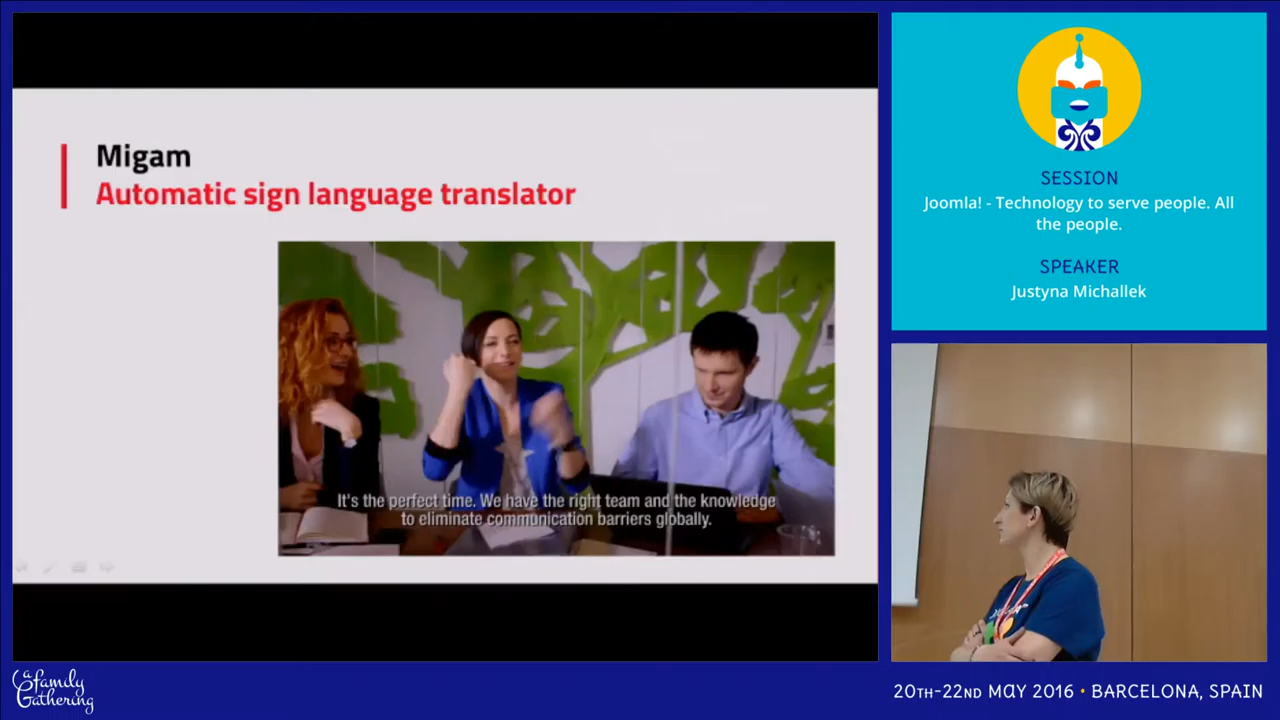 Migam
Automatic sign language translator
It's the perfect time. We have the right team and the knowledge
to eliminate communication barriers globally.
SESSION
Joomla! - Technology to serve people. All
the people.
SPEAKER
Justyna Michallek
a family
Gathering
20TH-22ND MAY 2016 • BARCELONA, SPAIN